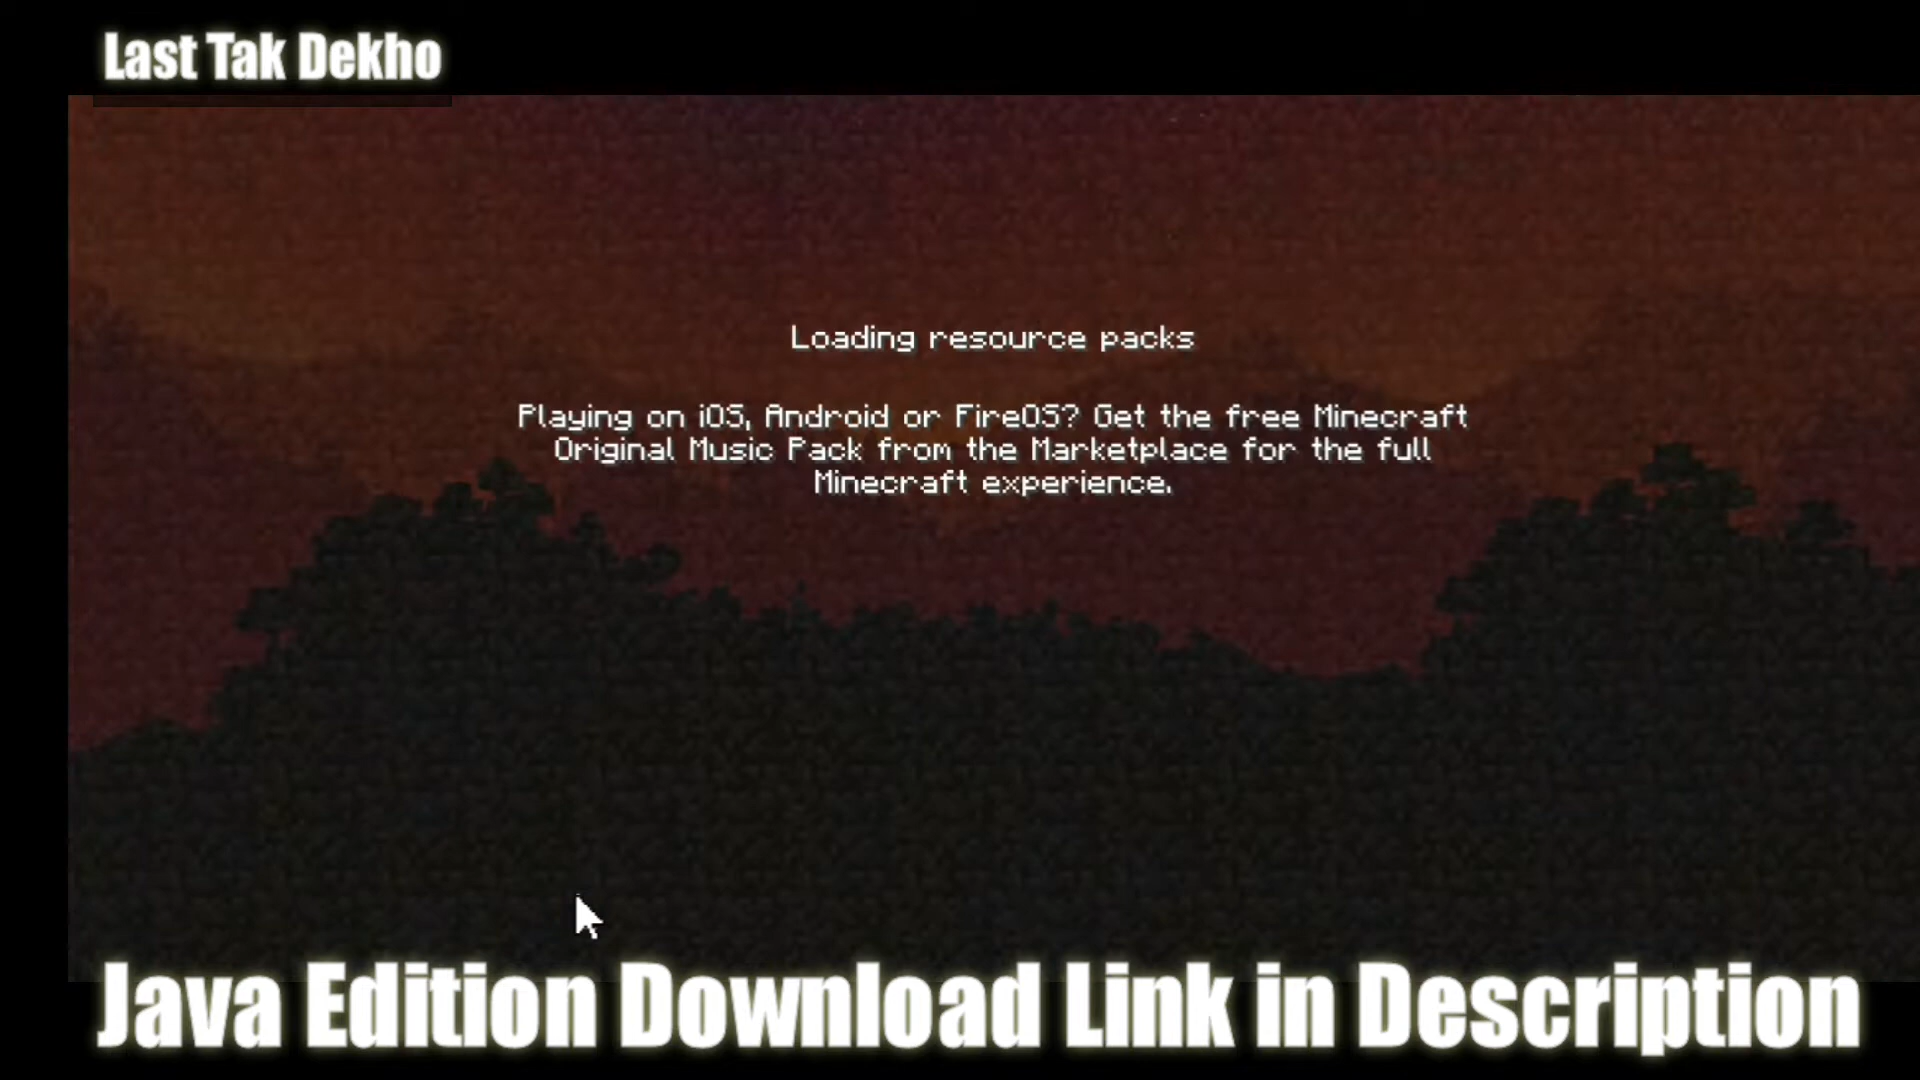 Last Tak Dekho
Loading resource packs
Playing on iOS, Android or FireOS? Get the free Minecraft
Original Music Pack from the Marketplace for the full
Minecraft experience.
Java Edition Download Link in Description